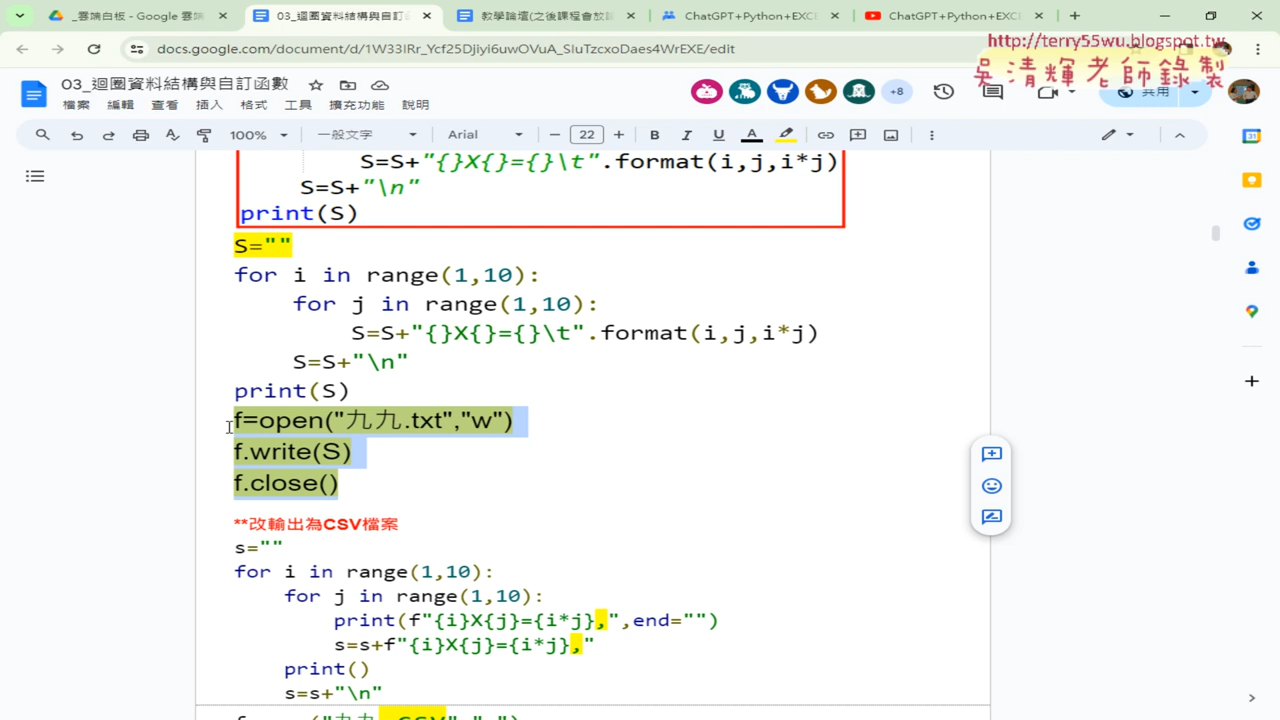 _雲端白板 - Google 雲端
03_迴圈資料結構與自訂
教學論壇(之後課程會放
ChatGPT+Python+EXC
ChatGPT+Python+EXCE
docs.google.com/document/d/1W33IRr_Ycf25Djiyi6uwOVuA_SluTzcxoDaes4WrEXE/edit
http://terry55wu.blogspot.tw
吳清輝老師錄製
03_迴圈資料結構與自訂函數
+8
共用
檔案 編輯 查看 插入 格式 工具 擴充功能 說明
100% 一般文字 Arial 22 B I U A
S=S+"{}X{}={}\t".format(i,j,i*j)
S=S+"\n"
print(S)
S=""
for i in range(1,10):
for j in range(1,10):
S=S+"{}X{}={}\t".format(i,j,i*j)
S=S+"\n"
print(S)
f=open("九九.txt","w")
f.write(S)
f.close()
**改輸出為CSV檔案
s=""
for i in range(1,10):
for j in range(1,10):
print(f"{i}X{j}={i*j},",end="")
s=s+f"{i}X{j}={i*j},"
print()
s=s+"\n"